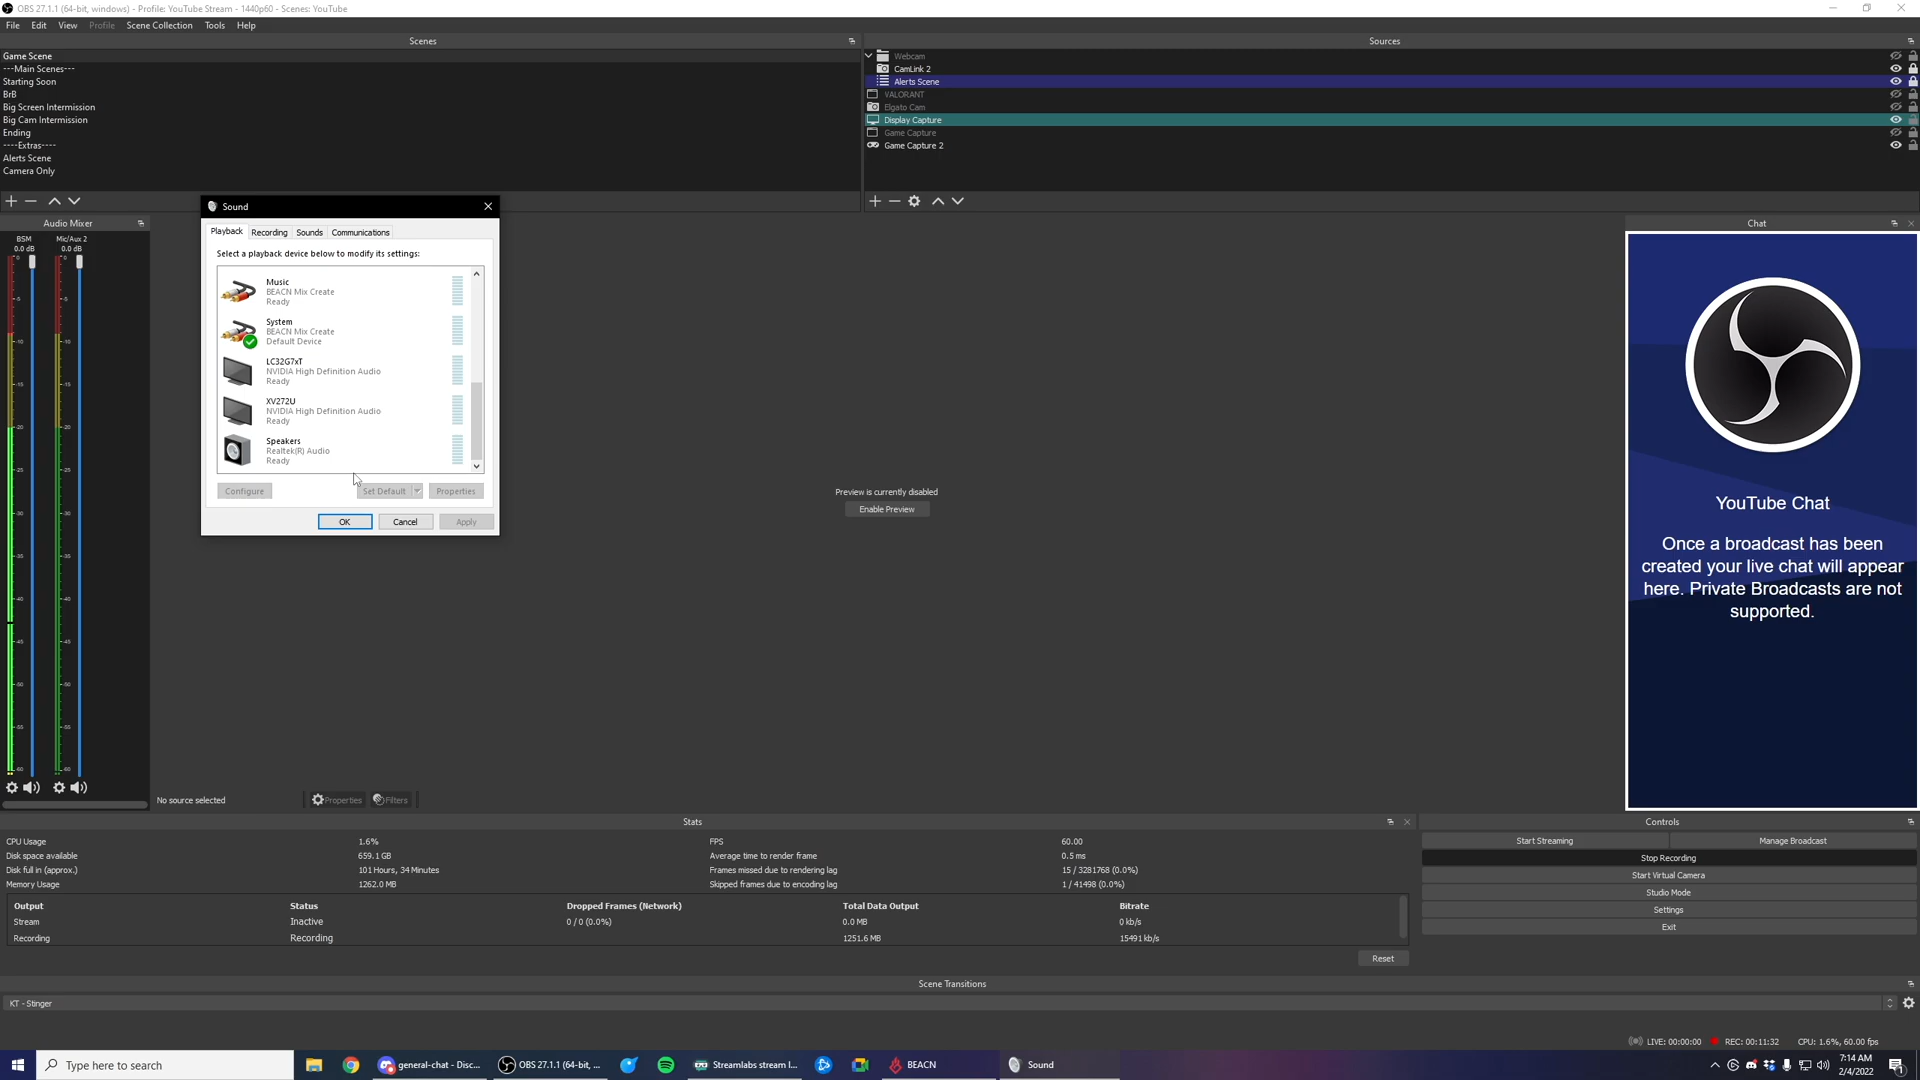 OBS 27.1.1 (64-bit, windows) - Profile: YouTube Stream - 1440p60 - Scenes: YouTube
File Edit View Profile Scene Collection Tools Help
Scenes
Game Scene
---Main Scenes---
Starting Soon
BrB
Big Screen Intermission
Big Cam Intermission
Ending
----Extras----
Alerts Scene
Camera Only
Sources
Webcam
CamLink 2
Alerts Scene
VALORANT
Elgato Cam
Display Capture
Game Capture
Game Capture 2
Audio Mixer
BSM Mic/Aux 2
0.0 dB 0.0 dB
Sound
Playback Recording Sounds Communications
Select a playback device below to modify its settings:
Music
BEACN Mix Create
Ready
System
BEACN Mix Create
Default Device
LC32G7xT
NVIDIA High Definition Audio
Ready
XV272U
NVIDIA High Definition Audio
Ready
Speakers
Realtek(R) Audio
Ready
Configure Set Default Properties
OK Cancel Apply
Preview is currently disabled
Enable Preview
Chat
YouTube Chat
Once a broadcast has been
created your live chat will appear
here. Private Broadcasts are not
supported.
No source selected Properties Filters
Stats
CPU Usage 1.6% FPS 60.00
Disk space available 659.1 GB Average time to render frame 0.5 ms
Disk full in (approx.) 101 Hours, 34 Minutes Frames missed due to rendering lag 15 / 3281768 (0.0%)
Memory Usage 1262.0 MB Skipped frames due to encoding lag 1 / 41498 (0.0%)
Output Status Dropped Frames (Network) Total Data Output Bitrate
Stream Inactive 0 / 0 (0.0%) 0.0 MB 0 kb/s
Recording Recording 1251.6 MB 15491 kb/s
Reset
Controls
Start Streaming Manage Broadcast
Stop Recording
Start Virtual Camera
Studio Mode
Settings
Exit
Scene Transitions
KT - Stinger
LIVE: 00:00:00 REC: 00:11:32 CPU: 1.6%, 60.00 fps
Type here to search
general-chat - Disc...
OBS 27.1.1 (64-bit, ...
Streamlabs stream l...
BEACN
Sound
7:14 AM
2/4/2022